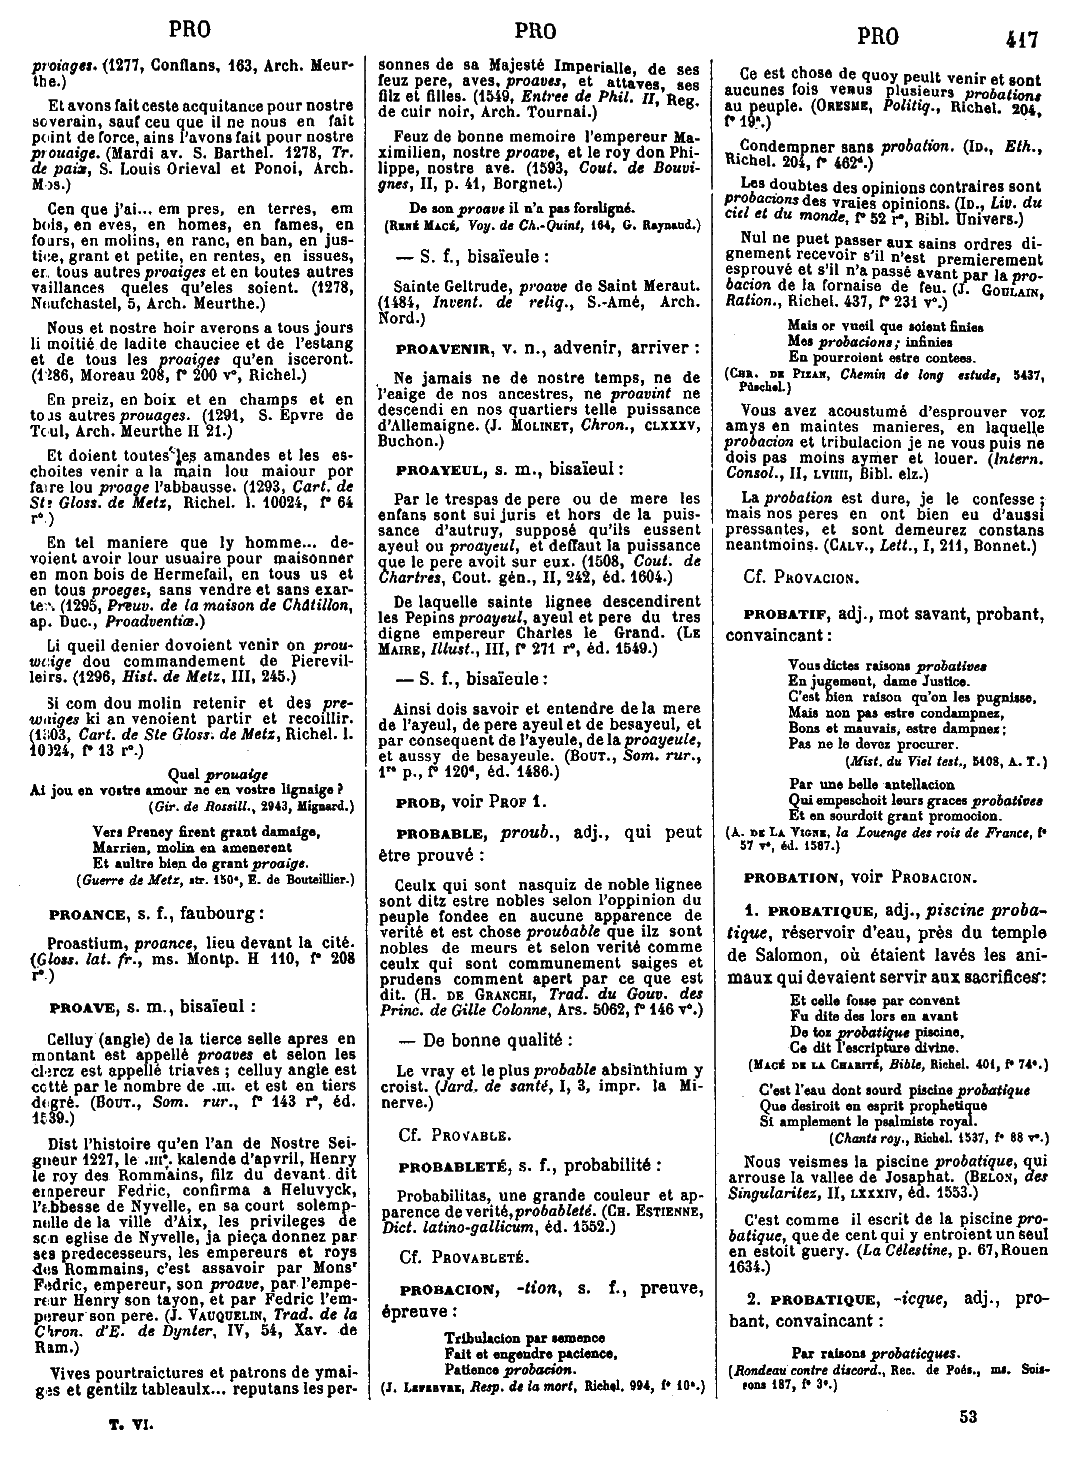 PRO
PRO
PRO
417
proiages. (1277, Conflans, 163, Arch. Meur-
the.)
Et avons fait ceste acquitance pour nostre
soverain, sauf ceu que il ne nous en fait
point de force, ains l'avons fait pour nostre
prouaige. (Mardi av. S. Barthel. 1278, Tr.
de paix, S. Louis Orieval et Ponoi, Arch.
Mos.)
Cen que j'ai... em pres, en terres, em
bois, en eves, en homes, en fames, en
fours, en molins, en ranc, en ban, en jus-
tice, grant et petite, en rentes, en issues,
en tous autres proaiges et en toutes autres
vaillances queles qu'eles soient. (1278,
Neufchastel, 5, Arch. Meurthe.)
Nous et nostre hoir averons a tous jours
li moitié de ladite chauciee et de l'estang
et de tous les proaiges qu'en isceront.
(1286, Moreau 208, f° 200 v°, Richel.)
En preiz, en boix et en champs et en
tous autres prouages. (1291, S. Epvre de
Toul, Arch. Meurthe H 21.)
Et doient toutes les amandes et les es-
choites venir a la main lou maiour por
faire lou proage l'abbausse. (1293, Cart. de
Ste Gloss. de Metz, Richel. l. 10024, f° 64
r°.)
En tel maniere que ly homme... de-
voient avoir lour usuaire pour maisonner
en mon bois de Hermefail, en tous us et
en tous proeges, sans vendre et sans exar-
ter. (1295, Preuv. de la maison de Châtillon,
ap. Duc., Proadventiæ.)
Li queil denier dovoient venir on prou-
weige dou commandement de Pierevil-
leirs. (1296, Hist. de Metz, III, 245.)
Si com dou molin retenir et des pre-
waiges ki an venoient partir et recoillir.
(1303, Cart. de Ste Gloss. de Metz, Richel. l.
10024, f° 13 r°.)
Quel prouaige
Ai jou en vostre amour ne en vostre lignaige?
(Gir. de Rossill., 2943, Mignard.)
Vers Preney firent grant damaige,
Marrien, molin en amenerent
Et aultre bien de grant proaige.
(Guerre de Metz, str. 150ᵉ, E. de Bouteillier.)
PROANCE, s. f., faubourg :
Proastium, proance, lieu devant la cité.
(Gloss. lat. fr., ms. Montp. H 110, f° 208
r°.)
PROAVE, s. m., bisaïeul :
Celluy (angle) de la tierce selle apres en
montant est appellé proaves et selon les
clercz est appellé triaves ; celluy angle est
cotté par le nombre de .III. et est en tiers
degré. (BOUT., Som. rur., f° 143 r°, éd.
1539.)
Dist l'histoire qu'en l'an de Nostre Sei-
gneur 1227, le .IIIᵉ. kalende d'apvril, Henry
le roy des Rommains, filz du devant dit
empereur Fedric, confirma a Heluvyck,
l'abbesse de Nyvelle, en sa court solemp-
nelle de la ville d'Aix, les privileges de
son eglise de Nyvelle, ja pieça donnez par
ses predecesseurs, les empereurs et roys
des Rommains, c'est assavoir par Monsʳ
Fedric, empereur, son proave, par l'empe-
reur Henry son tayon, et par Fedric l'em-
pereur son pere. (J. VAUQUELIN, Trad. de la
Chron. d'E. de Dynter, IV, 54, Xav. de
Ram.)
Vives pourtraictures et patrons de ymai-
ges et gentilz tableaulx... reputans les per-
T. VI.
sonnes de sa Majesté Imperialle, de ses
feuz pere, aves, proaves, et attaves, ses
filz et filles. (1549, Entree de Phil. II, Reg.
de cuir noir, Arch. Tournai.)
Feuz de bonne memoire l'empereur Ma-
ximilien, nostre proave, et le roy don Phi-
lippe, nostre ave. (1593, Cout. de Bouvi-
gnes, II, p. 41, Borgnet.)
De son proave il n'a pas forsligné.
(RENÉ MACÉ, Voy. de Ch.-Quint, 164, G. Raynaud.)
— S. f., bisaïeule :
Sainte Geltrude, proave de Saint Meraut.
(1484, Invent. de reliq., S.-Amé, Arch.
Nord.)
PROAVENIR, v. n., advenir, arriver :
Ne jamais ne de nostre temps, ne de
l'eaige de nos ancestres, ne proavint ne
descendi en nos quartiers telle puissance
d'Allemaigne. (J. MOLINET, Chron., CLXXXV,
Buchon.)
PROAYEUL, s. m., bisaïeul :
Par le trespas de pere ou de mere les
enfans sont sui juris et hors de la puis-
sance d'autruy, supposé qu'ils eussent
ayeul ou proayeul, et deffaut la puissance
que le pere avoit sur eux. (1508, Cout. de
Chartres, Cout. gén., II, 242, éd. 1604.)
De laquelle sainte lignee descendirent
les Pepins proayeul, ayeul et pere du tres
digne empereur Charles le Grand. (LE
MAIRE, Illust., III, f° 271 r°, éd. 1549.)
— S. f., bisaïeule :
Ainsi dois savoir et entendre de la mere
de l'ayeul, de pere ayeul et de besayeul, et
par consequent de l'ayeule, de la proayeule,
et aussy de besayeule. (BOUT., Som. rur.,
1ʳᵉ p., f° 120ᵈ, éd. 1486.)
PROB, voir PROF 1.
PROBABLE, proub., adj., qui peut
être prouvé :
Ceulx qui sont nasquiz de noble lignee
sont ditz estre nobles selon l'oppinion du
peuple fondee en aucune apparence de
verité et est chose proubable que ilz sont
nobles de meurs et selon verité comme
ceulx qui sont communement saiges et
prudens comment apert par ce que est
dit. (H. DE GRANCHI, Trad. du Gouv. des
Princ. de Gille Colonne, Ars. 5062, f° 146 v°.)
— De bonne qualité :
Le vray et le plus probable absinthium y
croist. (Jard. de santé, I, 3, impr. la Mi-
nerve.)
Cf. PROVABLE.
PROBABLETÉ, s. f., probabilité :
Probabilitas, une grande couleur et ap-
parence de verité, probableté. (CH. ESTIENNE,
Dict. latino-gallicum, éd. 1552.)
Cf. PROVABLETÉ.
PROBACION, -tion, s. f., preuve,
épreuve :
Tribulacion par semence
Fait et engendre pacience,
Patience probacion.
(J. LEFEBVRE, Resp. de la mort, Richel. 994, f° 10ᵃ.)
Ce est chose de quoy peult venir et sont
aucunes fois venus plusieurs probations
au peuple. (ORESME, Politiq., Richel. 204,
f° 19ᵃ.)
Condempner sans probation. (ID., Eth.,
Richel. 204, f° 462ᵈ.)
Les doubtes des opinions contraires sont
probacions des vraies opinions. (ID., Liv. du
ciel et du monde, f° 52 r°, Bibl. Univers.)
Nul ne puet passer aux sains ordres di-
gnement recevoir s'il n'est premierement
esprouvé et s'il n'a passé avant par la pro-
bacion de la fornaise de feu. (J. GOULAIN,
Ration., Richel. 437, f° 231 v°.)
Mais or vueil que soient finies
Mes probacions ; infinies
En pourroient estre contees.
(CHR. DE PIZAN, Chemin de long estude, 5437,
Püschel.)
Vous avez acoustumé d'esprouver voz
amys en maintes manieres, en laquelle
probacion et tribulacion je ne vous puis ne
dois pas moins aymer et louer. (Intern.
Consol., II, LVIIII, Bibl. elz.)
La probation est dure, je le confesse ;
mais nos peres en ont bien eu d'aussi
pressantes, et sont demeurez constans
neantmoins. (CALV., Lett., I, 211, Bonnet.)
Cf. PROVACION.
PROBATIF, adj., mot savant, probant,
convaincant :
Vous dictes raisons probatives
En jugement, dame Justice.
C'est bien raison qu'on les pugnisse,
Mais non pas estre condampnez,
Bons et mauvais, estre dampnez ;
Pas ne le devez procurer.
(Mist. du Viel test., 5408, A. T.)
Par une belle antellacion
Qui empeschoit leurs graces probatives
Et en sourdoit grant promocion.
(A. DE LA VIGNE, la Louenge des rois de France, f°
57 v°, éd. 1587.)
PROBATION, voir PROBACION.
1. PROBATIQUE, adj., piscine proba-
tique, réservoir d'eau, près du temple
de Salomon, où étaient lavés les ani-
maux qui devaient servir aux sacrifices:
Et celle fosse par convent
Fu dite des lors en avant
De toz probatique piscine,
Ce dit l'escripture divine.
(MACÉ DE LA CHARITÉ, Bible, Richel. 401, f° 74ᵃ.)
C'est l'eau dont sourd piscine probatique
Que desiroit en esprit prophetique
Si amplement le psalmiste royal.
(Chants roy., Richel. 1537, f° 88 v°.)
Nous veismes la piscine probatique, qui
arrouse la vallee de Josaphat. (BELON, des
Singularitez, II, LXXXIV, éd. 1553.)
C'est comme il escrit de la piscine pro-
batique, que de cent qui y entroient un seul
en estoit guery. (La Célestine, p. 67, Rouen
1634.)
2. PROBATIQUE, -icque, adj., pro-
bant, convaincant :
Par raisons probaticques.
(Rondeau contre discord., Rec. de Poés., ms. Sois-
sons 187, f° 3ᵃ.)
53